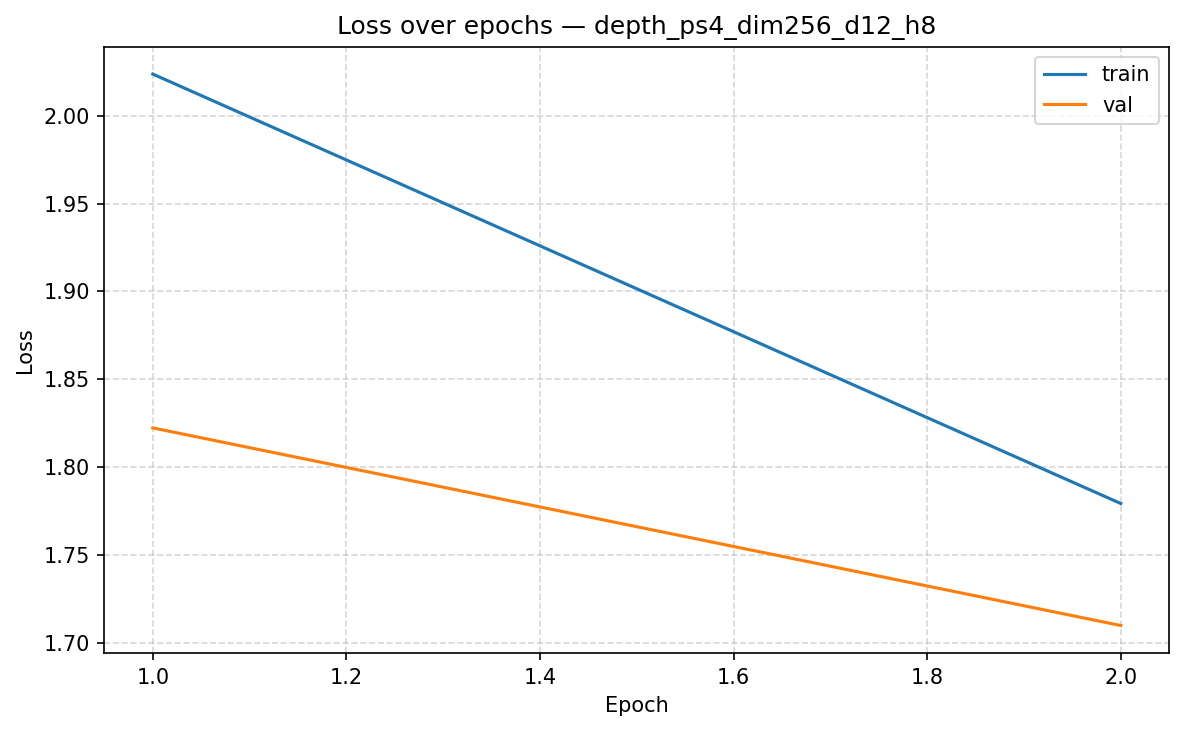 Loss over epochs — depth_ps4_dim256_d12_h8
train
val
2.00
1.95
1.90
1.85
1.80
1.75
1.70
Loss
1.0 1.2 1.4 1.6 1.8 2.0
Epoch